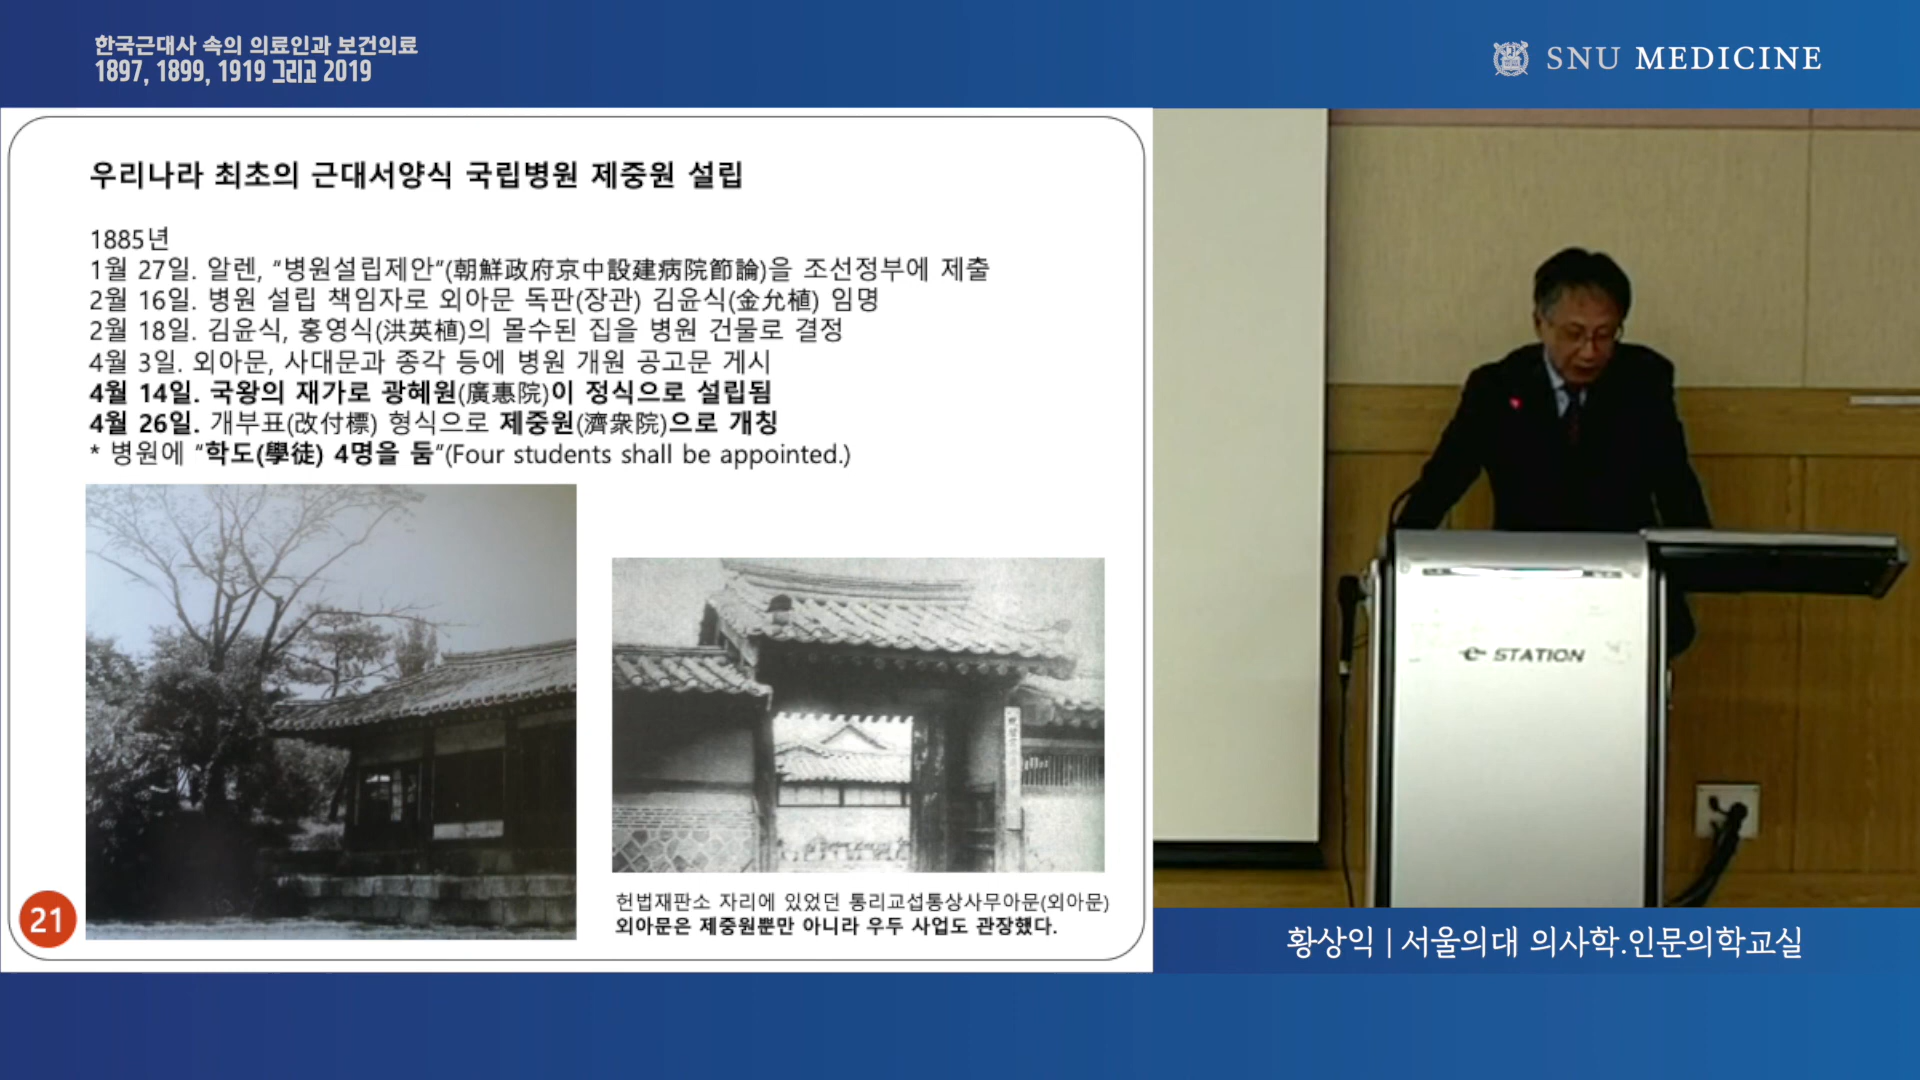 한국근대사 속의 의료인과 보건의료
1897, 1899, 1919 그리고 2019
SNU MEDICINE
우리나라 최초의 근대서양식 국립병원 제중원 설립
1885년
1월 27일. 알렌, “병원설립제안”(朝鮮政府京中設建病院節論)을 조선정부에 제출
2월 16일. 병원 설립 책임자로 외아문 독판(장관) 김윤식(金允植) 임명
2월 18일. 김윤식, 홍영식(洪英植)의 몰수된 집을 병원 건물로 결정
4월 3일. 외아문, 사대문과 종각 등에 병원 개원 공고문 게시
4월 14일. 국왕의 재가로 광혜원(廣惠院)이 정식으로 설립됨
4월 26일. 개부표(改付標) 형식으로 제중원(濟衆院)으로 개칭
* 병원에 “학도(學徒) 4명을 둠”(Four students shall be appointed.)
헌법재판소 자리에 있었던 통리교섭통상사무아문(외아문)
외아문은 제중원뿐만 아니라 우두 사업도 관장했다.
21
e-STATION
황상익 | 서울의대 의사학.인문의학교실